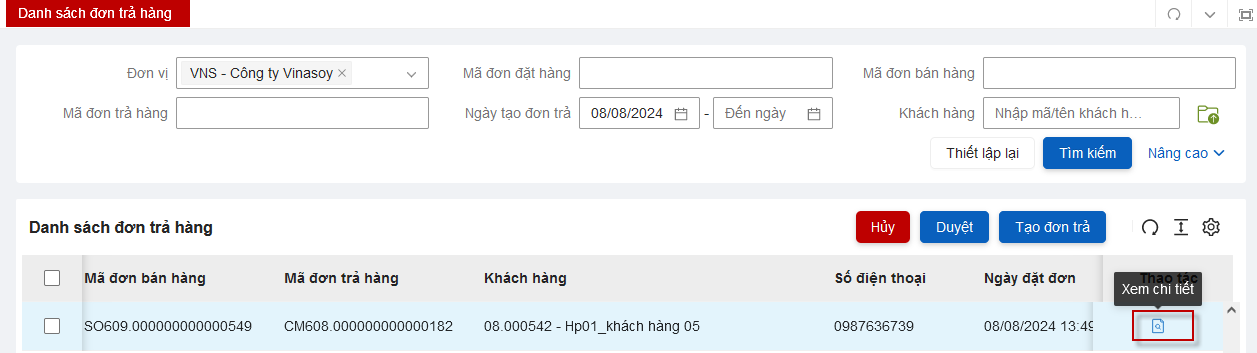 Danh sách đơn trả hàng
Đơn vị VNS - Công ty Vinasoy Mã đơn đặt hàng Mã đơn bán hàng
Mã đơn trả hàng Ngày tạo đơn trả 08/08/2024 - Đến ngày Khách hàng Nhập mã/tên khách h...
Thiết lập lại Tìm kiếm Nâng cao
Danh sách đơn trả hàng Hủy Duyệt Tạo đơn trả
Mã đơn bán hàng Mã đơn trả hàng Khách hàng Số điện thoại Ngày đặt đơn Thao tác
Xem chi tiết
SO609.000000000000549 CM608.000000000000182 08.000542 - Hp01_khách hàng 05 0987636739 08/08/2024 13:49